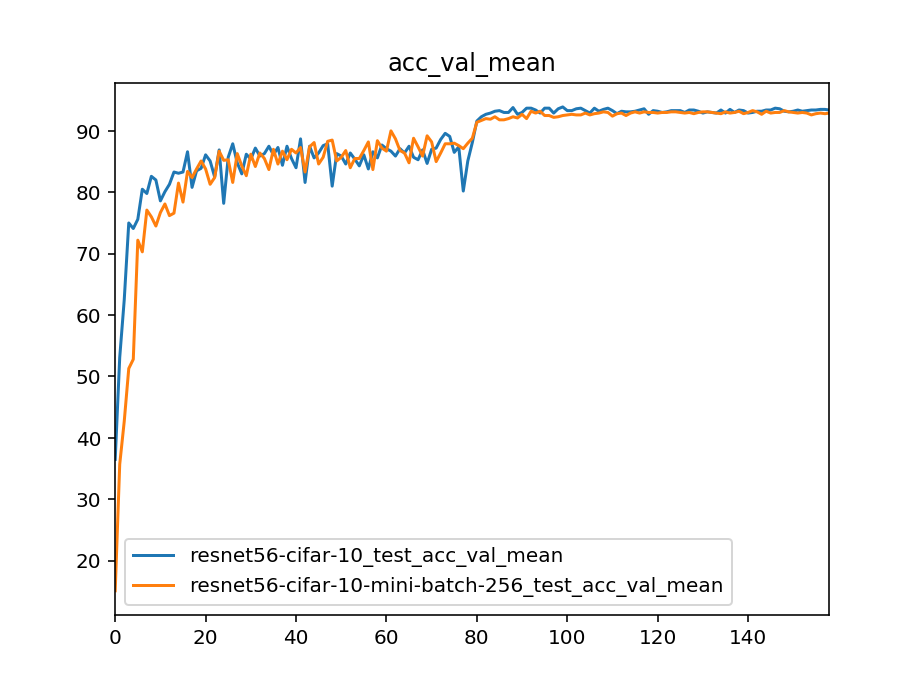 acc_val_mean
90
80
70
60
50
40
30
20
resnet56-cifar-10_test_acc_val_mean
resnet56-cifar-10-mini-batch-256_test_acc_val_mean
0 20 40 60 80 100 120 140